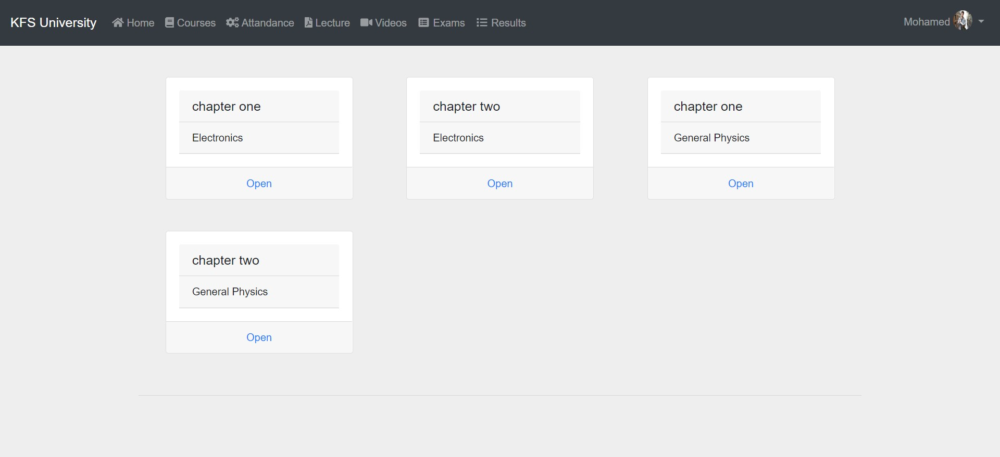 KFS University Home Courses Attandance Lecture Videos Exams Results Mohamed
chapter one
Electronics
Open
chapter two
Electronics
Open
chapter one
General Physics
Open
chapter two
General Physics
Open